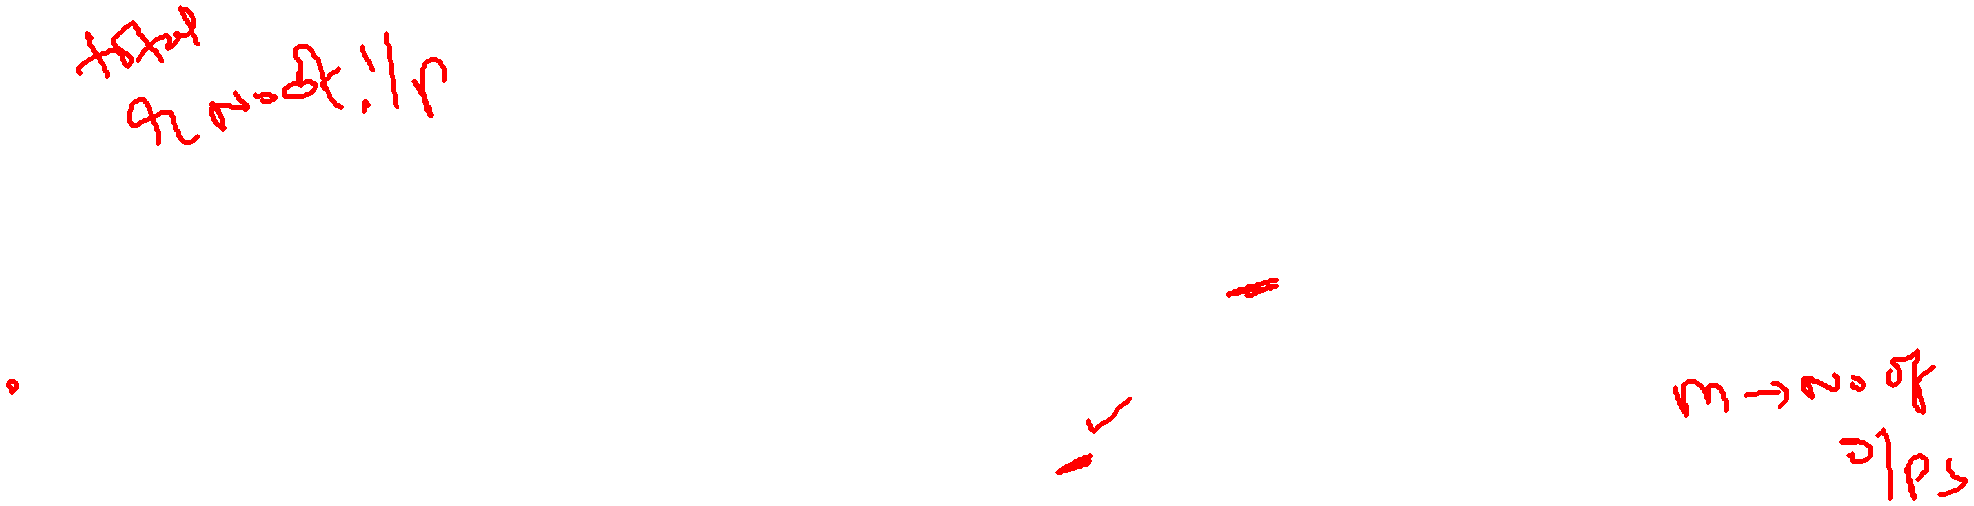 total
n No of i/p
m → No of
o/ps